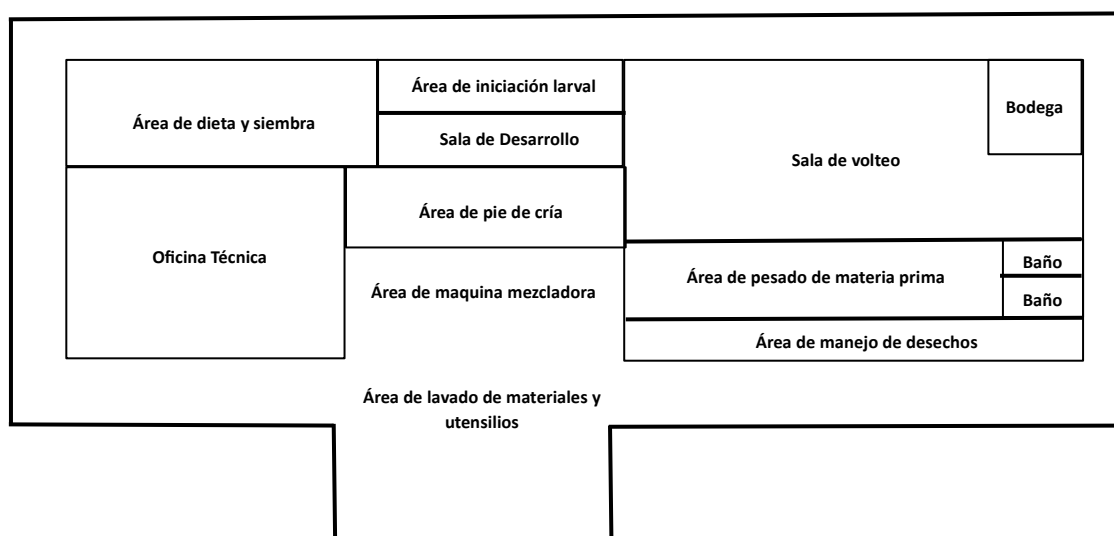 Área de iniciación larval
Bodega
Área de dieta y siembra
Sala de Desarrollo
Sala de volteo
Área de pie de cría
Oficina Técnica
Baño
Área de pesado de materia prima
Área de maquina mezcladora
Baño
Área de manejo de desechos
Área de lavado de materiales y
utensilios